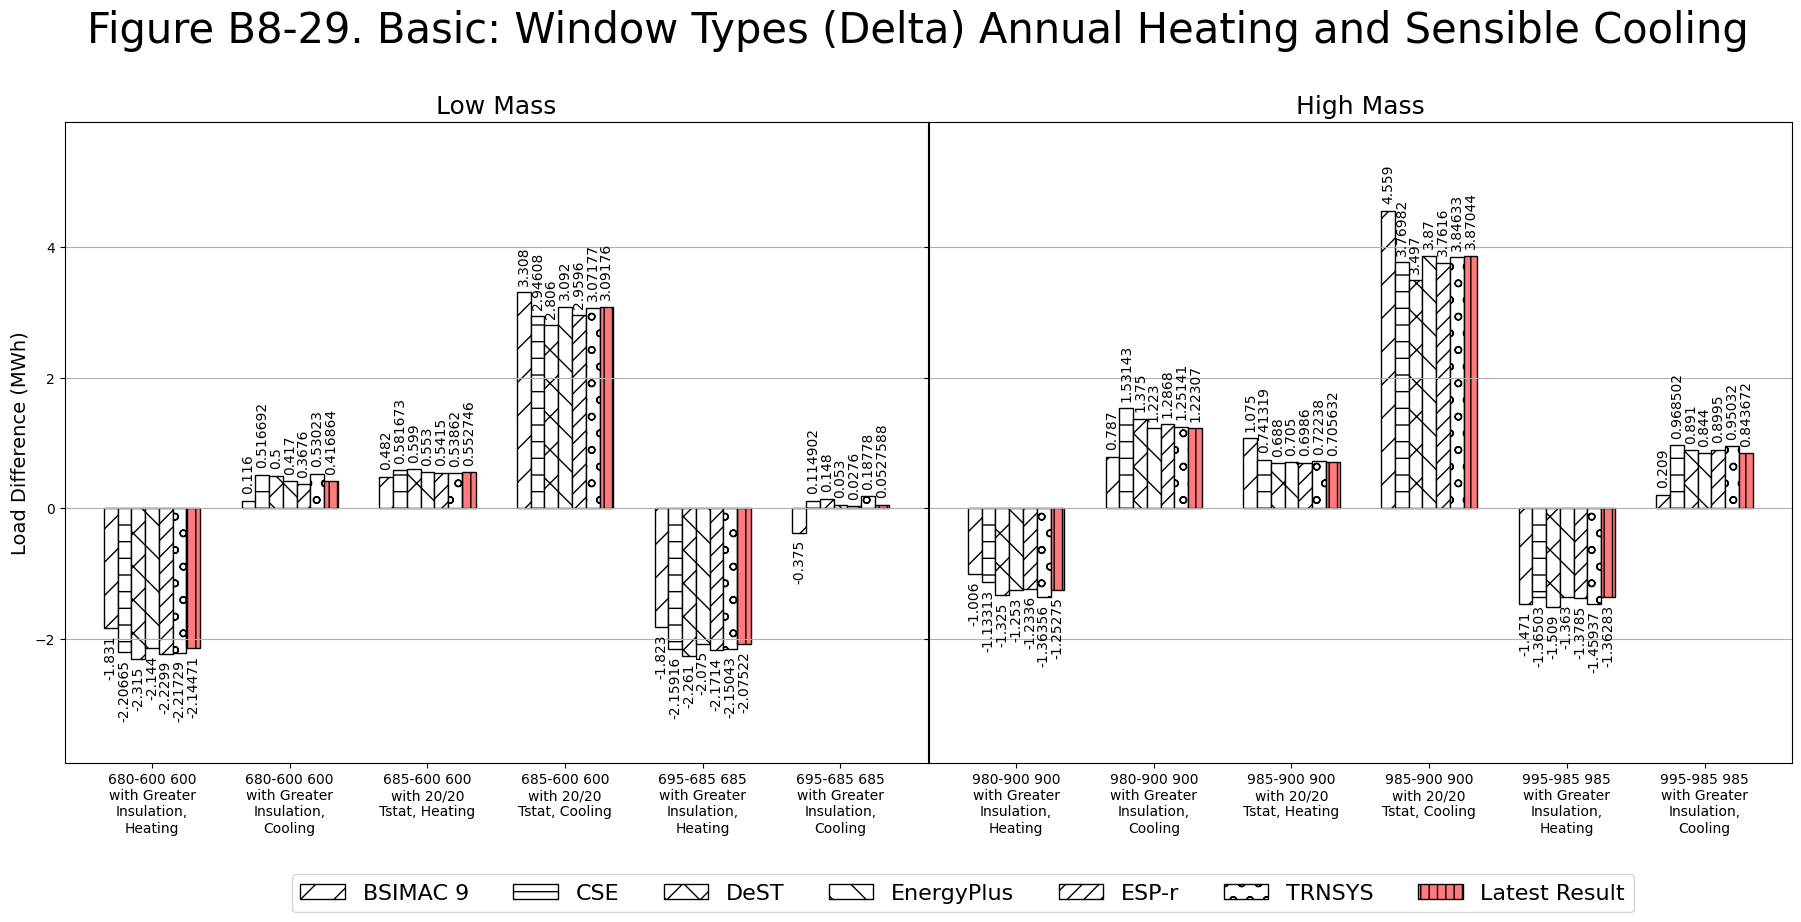 Figure B8-29. Basic: Window Types (Delta) Annual Heating and Sensible Cooling
Low Mass
High Mass
Load Difference (MWh)
4
2
0
−2
-1.831
-2.20665
-2.315
-2.144
-2.2299
-2.21729
-2.14471
0.116
0.516692
0.5
0.417
0.3676
0.53023
0.416864
0.482
0.581673
0.599
0.553
0.5415
0.53862
0.552746
3.308
2.94608
2.806
3.092
2.9596
3.07177
3.09176
-1.823
-2.15916
-2.261
-2.075
-2.1714
-2.15043
-2.07522
-0.375
0.114902
0.148
0.053
0.0276
0.18778
0.0527588
-1.006
-1.13313
-1.325
-1.253
-1.2336
-1.36356
-1.25275
0.787
1.53143
1.375
1.223
1.2868
1.25141
1.22307
1.075
0.741319
0.688
0.705
0.6986
0.72238
0.705632
4.559
3.76982
3.497
3.87
3.7616
3.84633
3.87044
-1.471
-1.36503
-1.509
-1.363
-1.3785
-1.45937
-1.36283
0.209
0.968502
0.891
0.844
0.8995
0.95032
0.843672
680-600 600
with Greater
Insulation,
Heating
680-600 600
with Greater
Insulation,
Cooling
685-600 600
with 20/20
Tstat, Heating
685-600 600
with 20/20
Tstat, Cooling
695-685 685
with Greater
Insulation,
Heating
695-685 685
with Greater
Insulation,
Cooling
980-900 900
with Greater
Insulation,
Heating
980-900 900
with Greater
Insulation,
Cooling
985-900 900
with 20/20
Tstat, Heating
985-900 900
with 20/20
Tstat, Cooling
995-985 985
with Greater
Insulation,
Heating
995-985 985
with Greater
Insulation,
Cooling
BSIMAC 9
CSE
DeST
EnergyPlus
ESP-r
TRNSYS
Latest Result